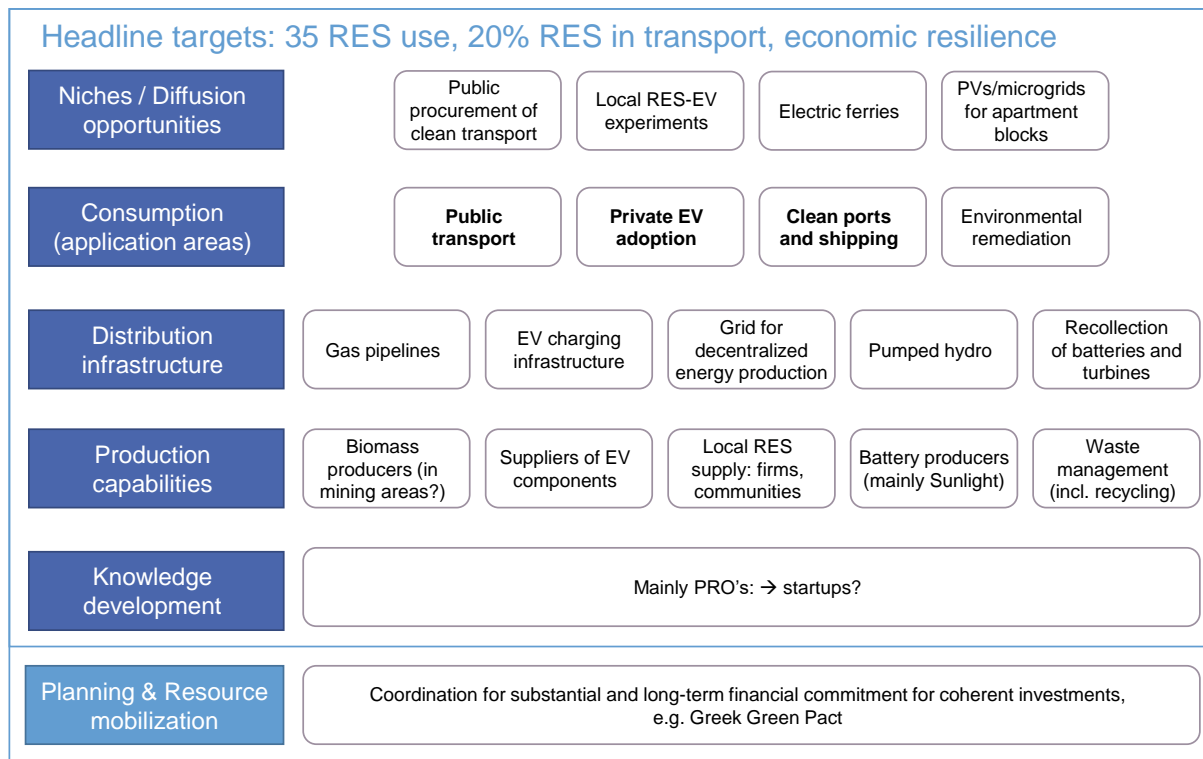 Headline targets: 35 RES use, 20% RES in transport, economic resilience
Niches / Diffusion
opportunities
Public
procurement of
clean transport
Local RES-EV
experiments
Electric ferries
PVs/microgrids
for apartment
blocks
Consumption
(application areas)
Public
transport
Private EV
adoption
Clean ports
and shipping
Environmental
remediation
Distribution
infrastructure
Gas pipelines
EV charging
infrastructure
Grid for
decentralized
energy production
Pumped hydro
Recollection
of batteries and
turbines
Production
capabilities
Biomass
producers (in
mining areas?)
Suppliers of EV
components
Local RES
supply: firms,
communities
Battery producers
(mainly Sunlight)
Waste
management
(incl. recycling)
Knowledge
development
Mainly PRO's: → startups?
Planning & Resource
mobilization
Coordination for substantial and long-term financial commitment for coherent investments,
e.g. Greek Green Pact